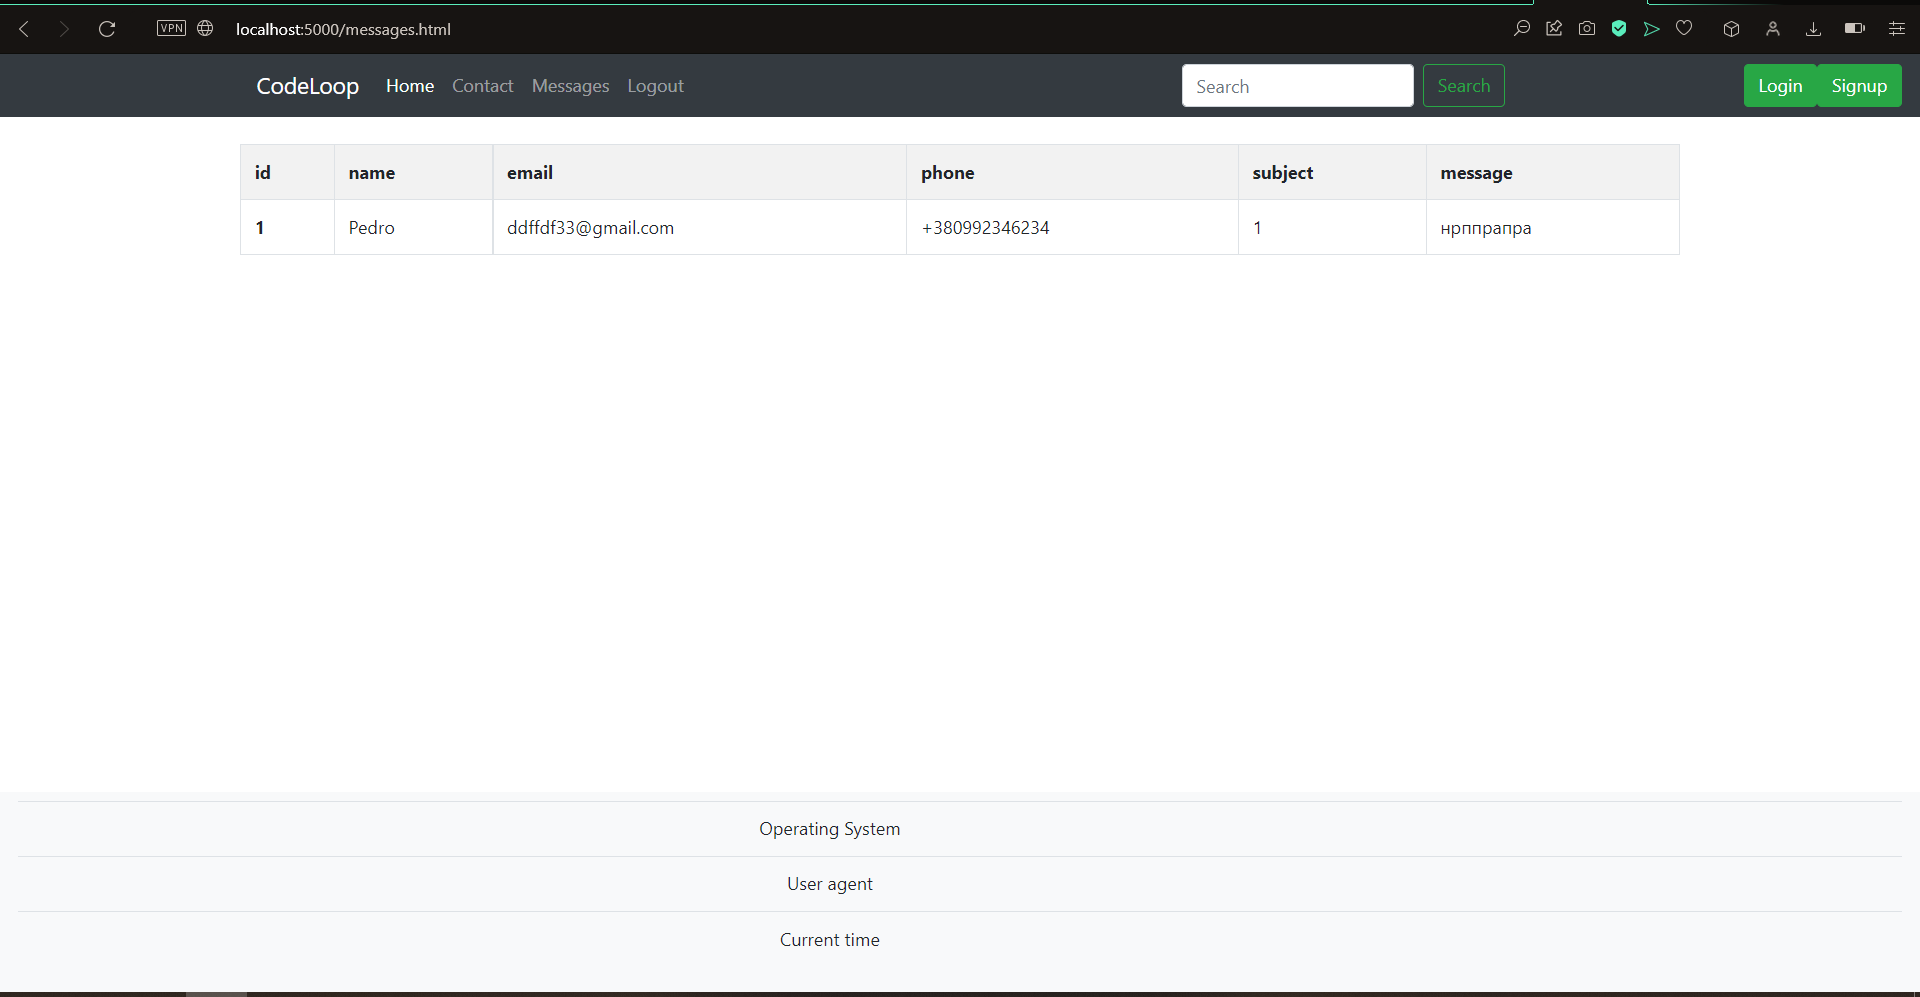 VPN localhost:5000/messages.html
CodeLoop Home Contact Messages Logout Search Search Login Signup
id name email phone subject message
1 Pedro ddffdf33@gmail.com +380992346234 1 нрппрапра
Operating System
User agent
Current time